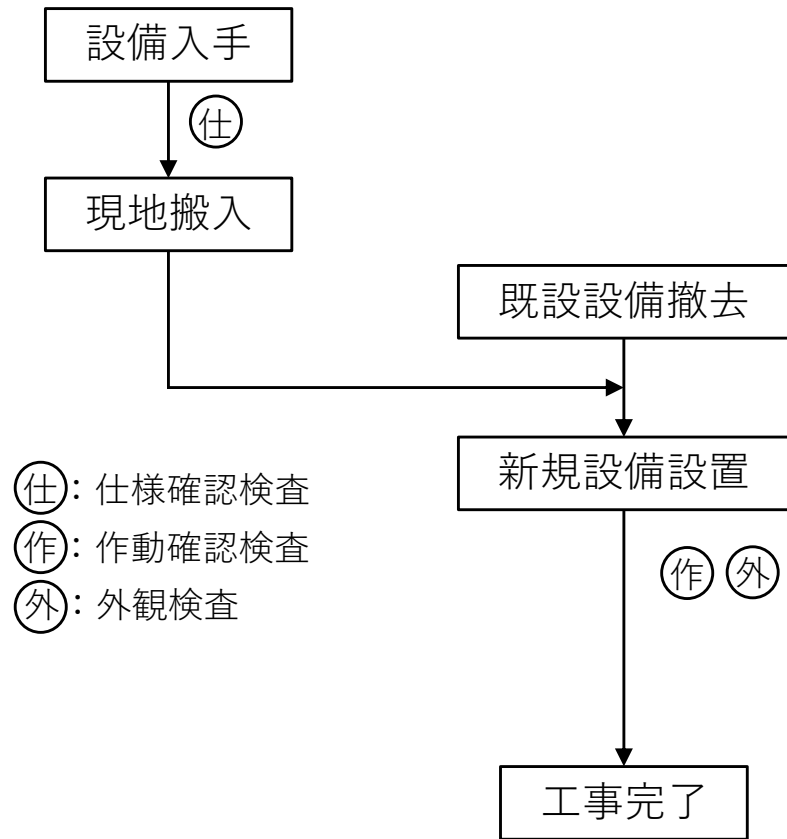 設備入手
仕
現地搬入
既設設備撤去
新規設備設置
仕：仕様確認検査
作：作動確認検査
外：外観検査
作 外
工事完了